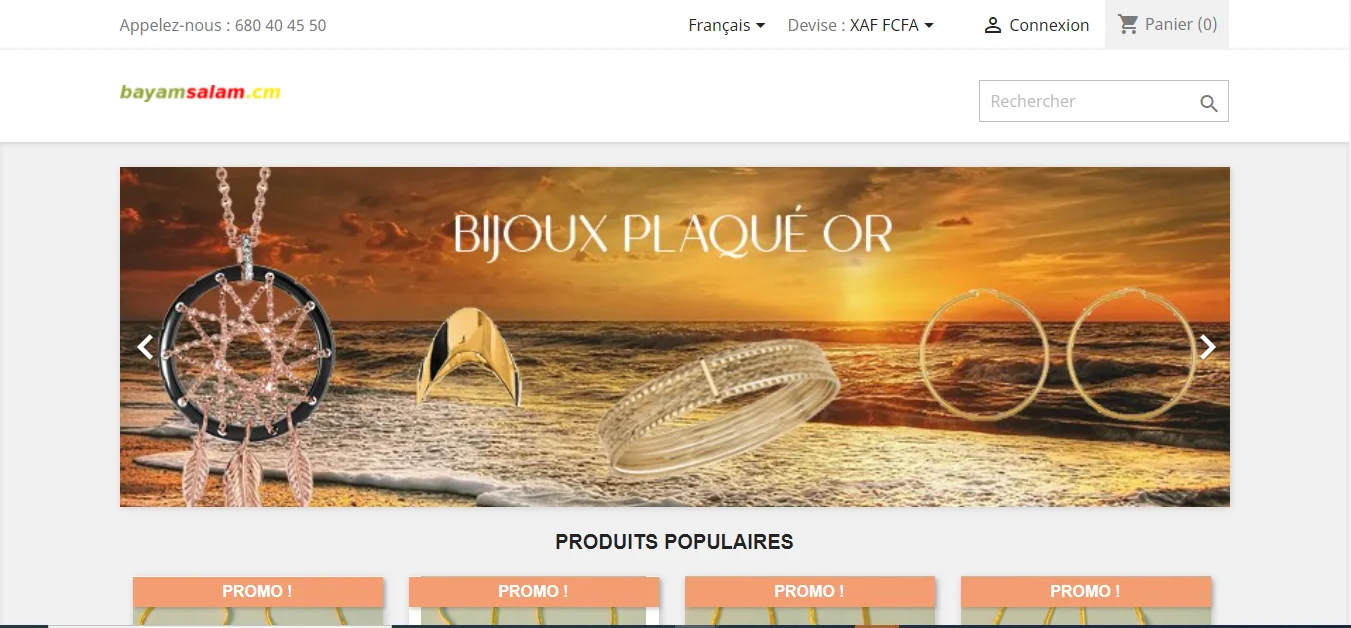 Appelez-nous : 680 40 45 50
Français
Devise : XAF FCFA
Connexion
Panier (0)
bayamsalam.cm
Rechercher
BIJOUX PLAQUÉ OR
PRODUITS POPULAIRES
PROMO !
PROMO !
PROMO !
PROMO !